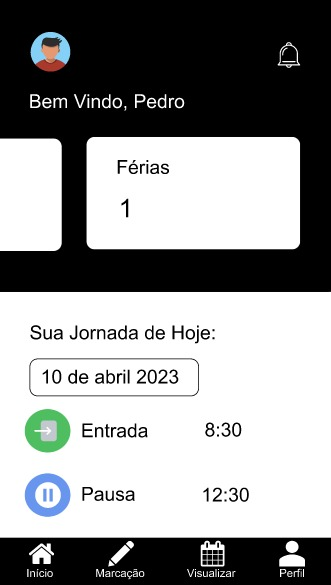 Bem Vindo, Pedro
Férias
1
Sua Jornada de Hoje:
10 de abril 2023
Entrada 8:30
Pausa 12:30
Início Marcação Visualizar Perfil